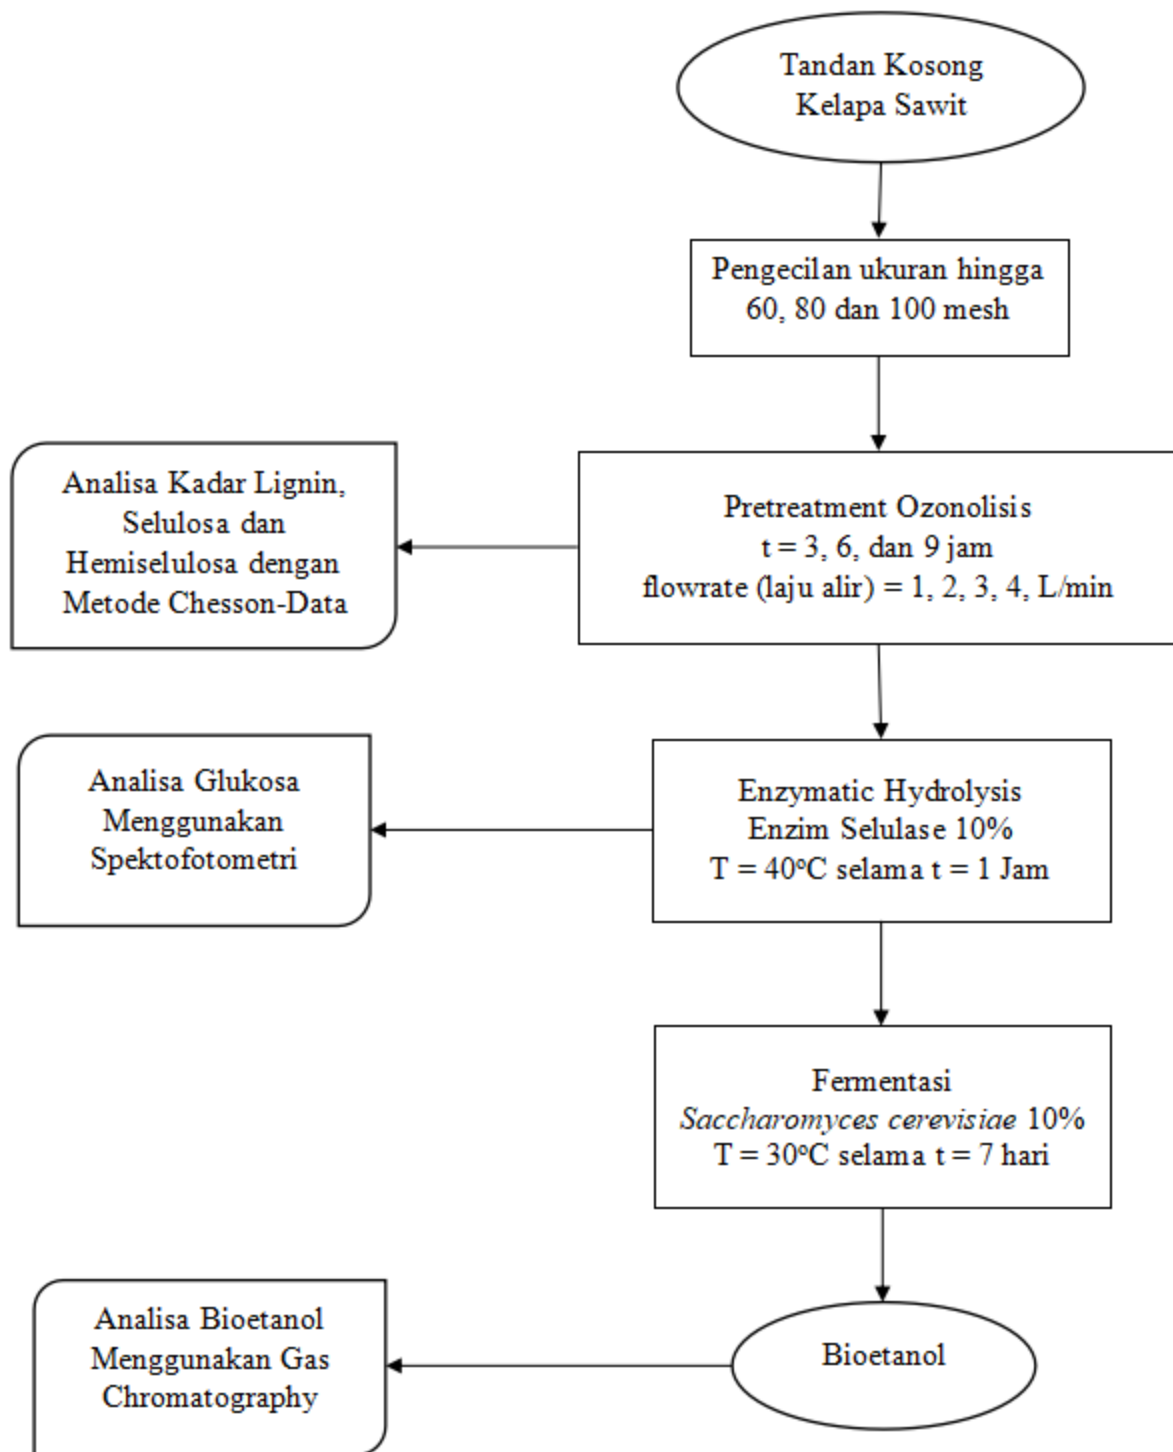 Tandan Kosong
Kelapa Sawit
Pengecilan ukuran hingga
60, 80 dan 100 mesh
Analisa Kadar Lignin,
Selulosa dan
Hemiselulosa dengan
Metode Chesson-Data
Pretreatment Ozonolisis
t = 3, 6, dan 9 jam
flowrate (laju alir) = 1, 2, 3, 4, L/min
Analisa Glukosa
Menggunakan
Spektofotometri
Enzymatic Hydrolysis
Enzim Selulase 10%
T = 40°C selama t = 1 Jam
Fermentasi
Saccharomyces cerevisiae 10%
T = 30°C selama t = 7 hari
Analisa Bioetanol
Menggunakan Gas
Chromatography
Bioetanol